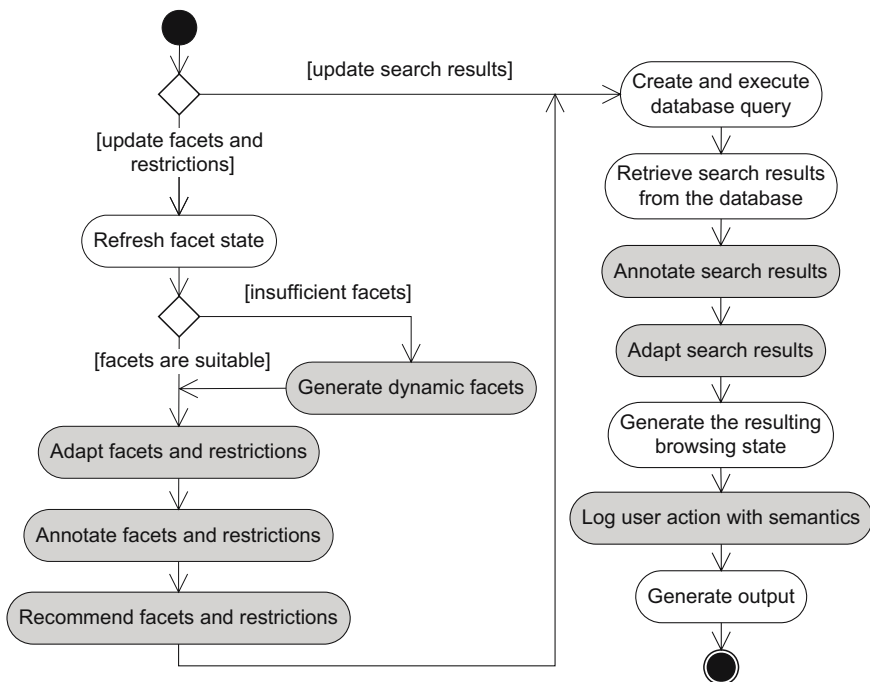 [update search results]
[update facets and
restrictions]
Refresh facet state
[insufficient facets]
[facets are suitable]
Generate dynamic facets
Adapt facets and restrictions
Annotate facets and restrictions
Recommend facets and restrictions
Create and execute
database query
Retrieve search results
from the database
Annotate search results
Adapt search results
Generate the resulting
browsing state
Log user action with semantics
Generate output